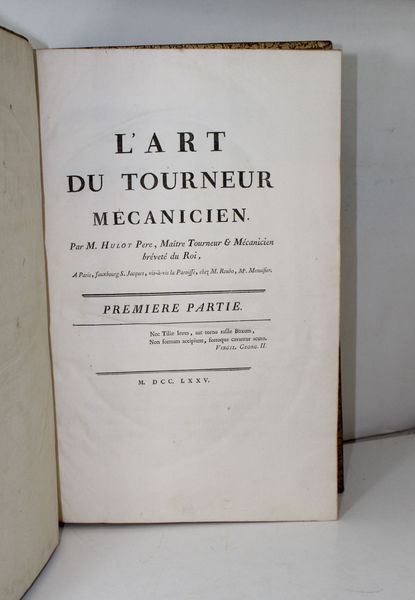 L'ART
DU TOURNEUR
MÉCANICIEN.
Par M. HULOT Pere, Maître Tourneur & Mécanicien
bréveté du Roi,
A Paris, fauxbourg S. Jacques, vis-à-vis la Paroisse, chez M. Roubo, Me. Menuisier.
PREMIERE PARTIE.
Nec Tiliæ leves, aut torno rasile Buxum,
Non formam accipiunt, ferroque cavantur acuto.
VIRGIL. GEORG. II.
M. DCC. LXXV.